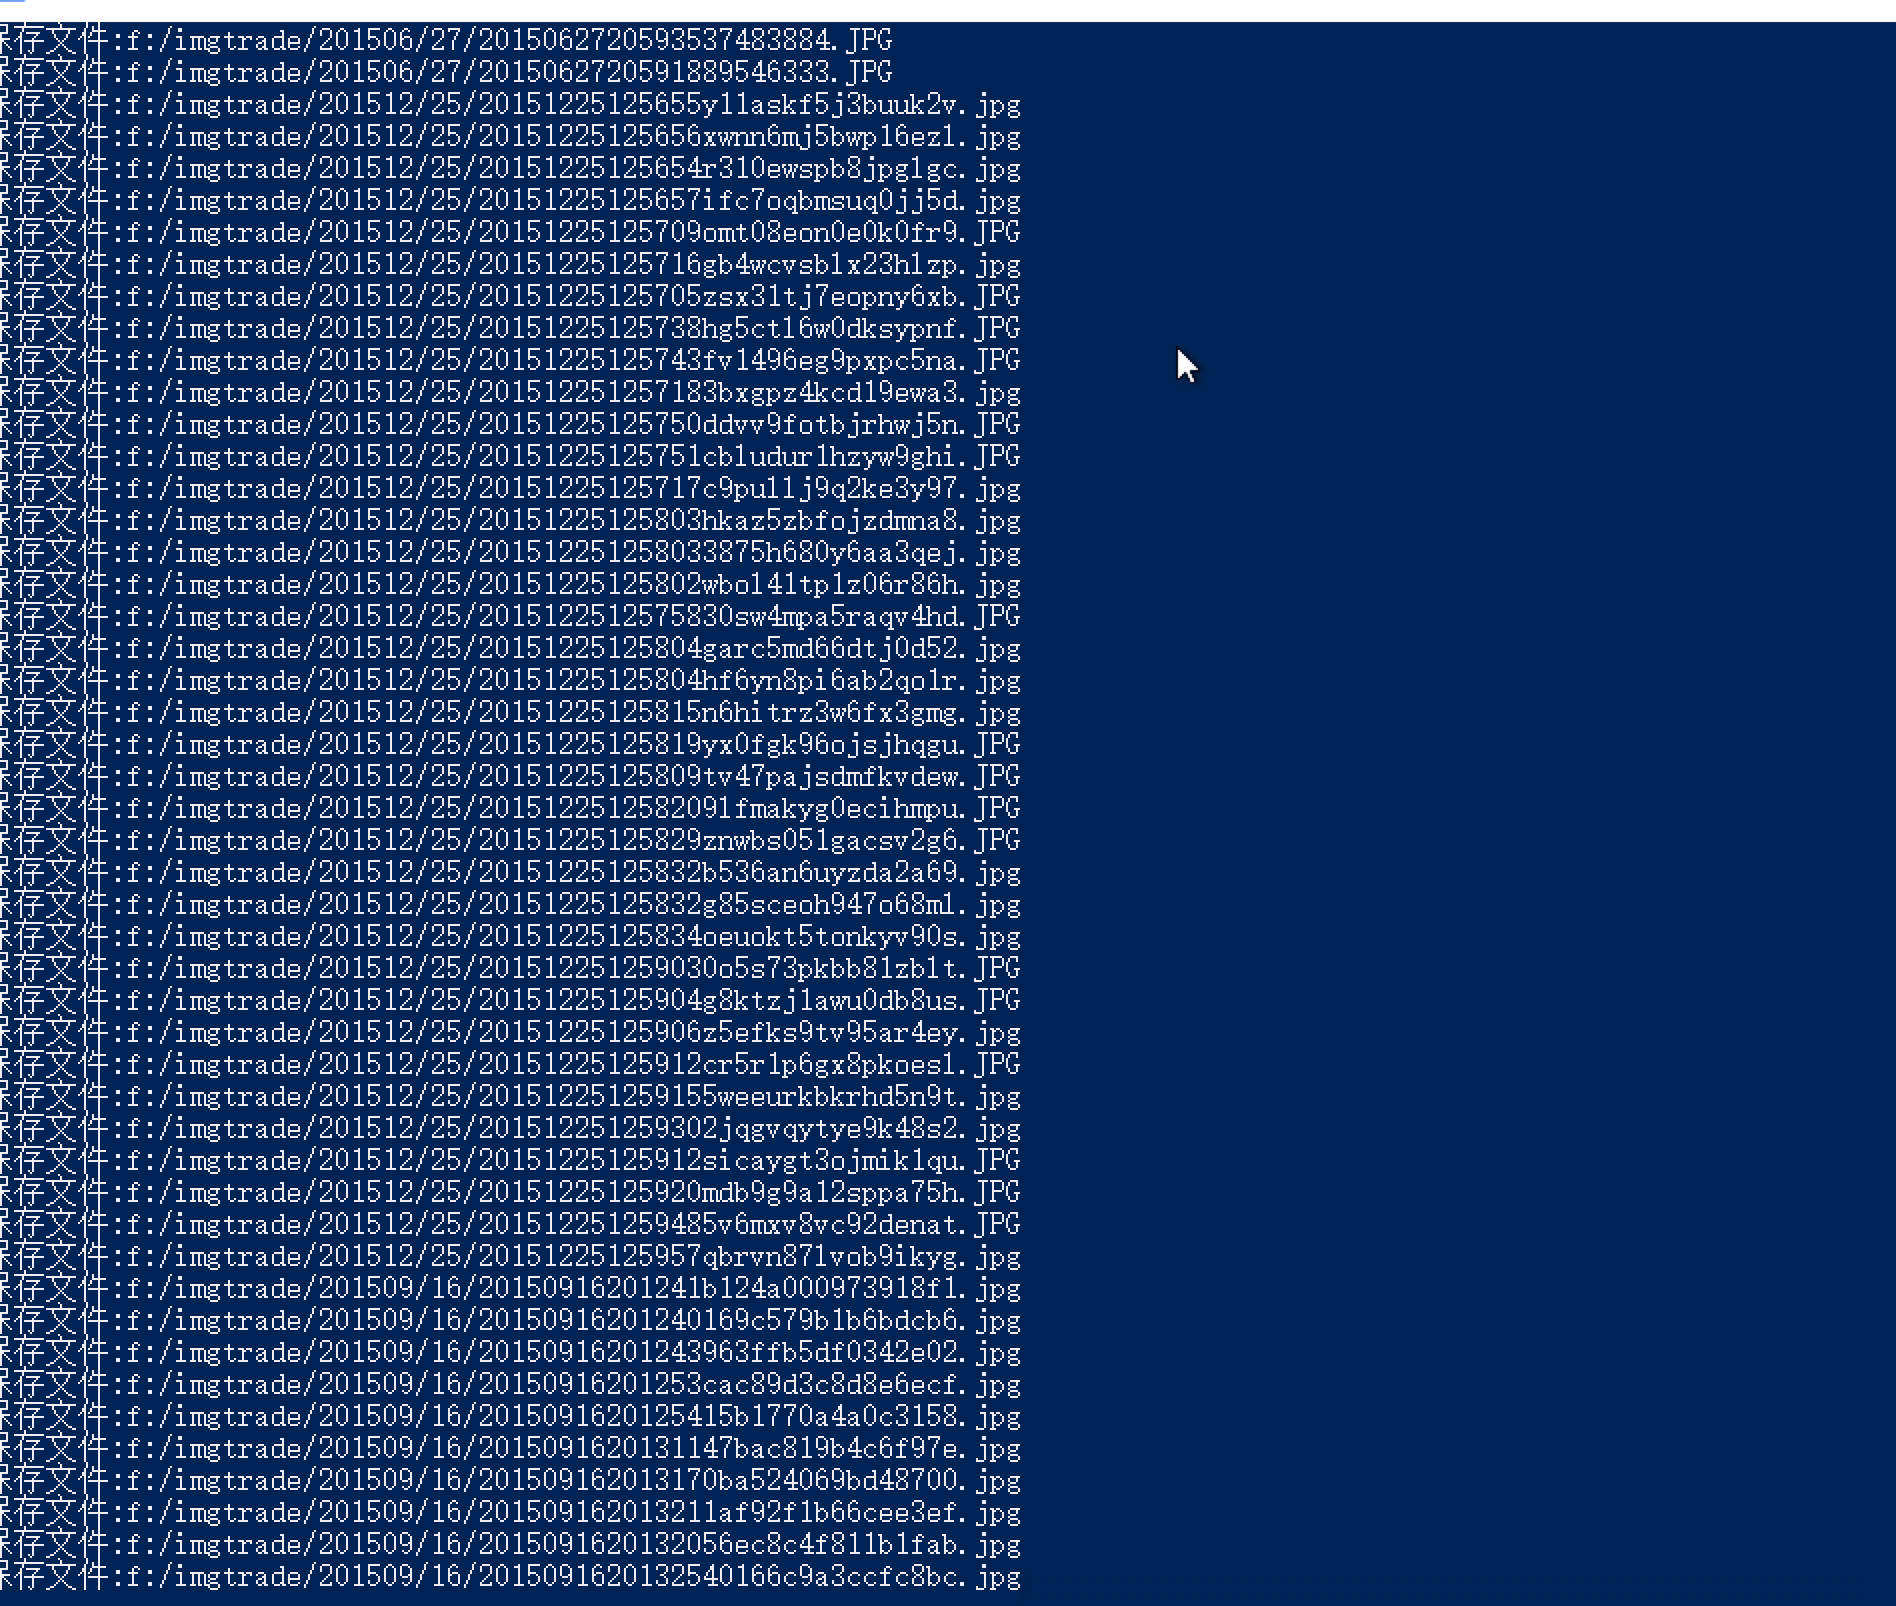 保存文件:f:/imgtrade/201506/27/2015062720593537483884.JPG
保存文件:f:/imgtrade/201506/27/2015062720591889546333.JPG
保存文件:f:/imgtrade/201512/25/20151225125655yllaskf5j3buuk2v.jpg
保存文件:f:/imgtrade/201512/25/20151225125656xwnn6mj5bwpl6ezl.jpg
保存文件:f:/imgtrade/201512/25/20151225125654r310ewspb8jpglgc.jpg
保存文件:f:/imgtrade/201512/25/20151225125657ifc7oqbmsuq0jj5d.jpg
保存文件:f:/imgtrade/201512/25/20151225125709omt08eon0e0k0fr9.JPG
保存文件:f:/imgtrade/201512/25/20151225125716gb4wcvsblx23hlzp.jpg
保存文件:f:/imgtrade/201512/25/20151225125705zsx31tj7eopny6xb.JPG
保存文件:f:/imgtrade/201512/25/20151225125738hg5ctl6w0dksypnf.JPG
保存文件:f:/imgtrade/201512/25/20151225125743fv1496eg9pxpc5na.JPG
保存文件:f:/imgtrade/201512/25/201512251257183bxgpz4kcdl9ewa3.jpg
保存文件:f:/imgtrade/201512/25/20151225125750ddvv9fotbjrhwj5n.JPG
保存文件:f:/imgtrade/201512/25/20151225125751cbludurlhzyw9ghi.JPG
保存文件:f:/imgtrade/201512/25/20151225125717c9pullj9q2ke3y97.jpg
保存文件:f:/imgtrade/201512/25/20151225125803hkaz5zbfojzdmna8.jpg
保存文件:f:/imgtrade/201512/25/201512251258033875h680y6aa3qej.jpg
保存文件:f:/imgtrade/201512/25/20151225125802wbol4ltplz06r86h.jpg
保存文件:f:/imgtrade/201512/25/2015122512575830sw4mpa5raqv4hd.JPG
保存文件:f:/imgtrade/201512/25/20151225125804garc5md66dtj0d52.jpg
保存文件:f:/imgtrade/201512/25/20151225125804hf6yn8pi6ab2qolr.jpg
保存文件:f:/imgtrade/201512/25/20151225125815n6hitrz3w6fx3gmg.jpg
保存文件:f:/imgtrade/201512/25/20151225125819yx0fgk96ojsjhqgu.JPG
保存文件:f:/imgtrade/201512/25/20151225125809tv47pajsdmfkvdew.JPG
保存文件:f:/imgtrade/201512/25/2015122512582091fmakyg0ecihmpu.JPG
保存文件:f:/imgtrade/201512/25/20151225125829znwbs051gacsv2g6.JPG
保存文件:f:/imgtrade/201512/25/20151225125832b536an6uyzda2a69.jpg
保存文件:f:/imgtrade/201512/25/20151225125832g85sceoh947o68ml.jpg
保存文件:f:/imgtrade/201512/25/20151225125834oeuokt5tonkyv90s.jpg
保存文件:f:/imgtrade/201512/25/201512251259030o5s73pkbb81zblt.JPG
保存文件:f:/imgtrade/201512/25/20151225125904g8ktzjlawu0db8us.JPG
保存文件:f:/imgtrade/201512/25/20151225125906z5efks9tv95ar4ey.jpg
保存文件:f:/imgtrade/201512/25/20151225125912cr5rlp6gx8pkoesl.JPG
保存文件:f:/imgtrade/201512/25/201512251259155weeurkbkrhd5n9t.jpg
保存文件:f:/imgtrade/201512/25/201512251259302jqgvqytye9k48s2.jpg
保存文件:f:/imgtrade/201512/25/20151225125912sicaygt3ojmiklqu.JPG
保存文件:f:/imgtrade/201512/25/20151225125920mdb9g9al2sppa75h.JPG
保存文件:f:/imgtrade/201512/25/201512251259485v6mxv8vc92denat.JPG
保存文件:f:/imgtrade/201512/25/20151225125957qbrvn87lvob9ikyg.jpg
保存文件:f:/imgtrade/201509/16/20150916201241b124a000973918f1.jpg
保存文件:f:/imgtrade/201509/16/20150916201240169c579b1b6bdcb6.jpg
保存文件:f:/imgtrade/201509/16/20150916201243963ffb5df0342e02.jpg
保存文件:f:/imgtrade/201509/16/20150916201253cac89d3c8d8e6ecf.jpg
保存文件:f:/imgtrade/201509/16/2015091620125415b1770a4a0c3158.jpg
保存文件:f:/imgtrade/201509/16/2015091620131147bac819b4c6f97e.jpg
保存文件:f:/imgtrade/201509/16/201509162013170ba524069bd48700.jpg
保存文件:f:/imgtrade/201509/16/201509162013211af92f1b66cee3ef.jpg
保存文件:f:/imgtrade/201509/16/2015091620132056ec8c4f811b1fab.jpg
保存文件:f:/imgtrade/201509/16/2015091620132540166c9a3ccfc8bc.jpg